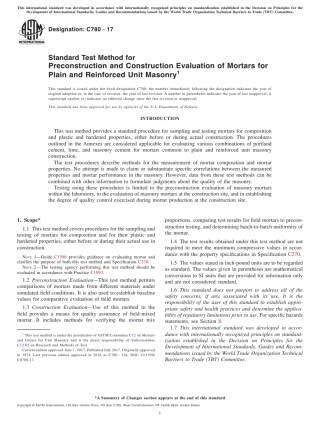 This international standard was developed in accordance with internationally recognized principles on standardization established in the Decision on Principles for the
Development of International Standards, Guides and Recommendations issued by the World Trade Organization Technical Barriers to Trade (TBT) Committee.
ASTM
INTERNATIONAL
Designation: C780 − 17
Standard Test Method for
Preconstruction and Construction Evaluation of Mortars for
Plain and Reinforced Unit Masonry1
This standard is issued under the fixed designation C780; the number immediately following the designation indicates the year of
original adoption or, in the case of revision, the year of last revision. A number in parentheses indicates the year of last reapproval. A
superscript epsilon (ε) indicates an editorial change since the last revision or reapproval.
This standard has been approved for use by agencies of the U.S. Department of Defense.
INTRODUCTION
This test method provides a standard procedure for sampling and testing mortars for composition
and plastic and hardened properties, either before or during actual construction. The procedures
outlined in the Annexes are considered applicable for evaluating various combinations of portland
cement, lime, and masonry cement for mortars common to plain and reinforced unit masonry
construction.
The test procedures describe methods for the measurement of mortar composition and mortar
properties. No attempt is made to claim or substantiate specific correlations between the measured
properties and mortar performance in the masonry. However, data from these test methods can be
combined with other information to formulate judgments about the quality of the masonry.
Testing using these procedures is limited to the preconstruction evaluation of masonry mortars
within the laboratory, to the evaluation of masonry mortars at the construction site, and in establishing
the degree of quality control exercised during mortar production at the construction site.
1. Scope*
1.1 This test method covers procedures for the sampling and
testing of mortars for composition and for their plastic and
hardened properties, either before or during their actual use in
construction.
NOTE 1—Guide C1586 provides guidance on evaluating mortar and
clarifies the purpose of both this test method and Specification C270.
NOTE 2—The testing agency performing this test method should be
evaluated in accordance with Practice C1093.
1.2 Preconstruction Evaluation—This test method permits
comparisons of mortars made from different materials under
simulated field conditions. It is also used to establish baseline
values for comparative evaluation of field mortars.
1.3 Construction Evaluation—Use of this method in the
field provides a means for quality assurance of field-mixed
mortar. It includes methods for verifying the mortar mix
1 This test method is under the jurisdiction of ASTM Committee C12 on Mortars
and Grouts for Unit Masonry and is the direct responsibility of Subcommittee
C12.02 on Research and Methods of Test.
Current edition approved June 1, 2017. Published July 2017. Originally approved
in 1974. Last previous edition approved in 2016 as C780 – 16a. DOI: 10.1520/
C0780-17.
proportions, comparing test results for field mortars to precon-
struction testing, and determining batch-to-batch uniformity of
the mortar.
1.4 The test results obtained under this test method are not
required to meet the minimum compressive values in accor-
dance with the property specifications in Specification C270.
1.5 The values stated in inch-pound units are to be regarded
as standard. The values given in parentheses are mathematical
conversions to SI units that are provided for information only
and are not considered standard.
1.6 This standard does not purport to address all of the
safety concerns, if any, associated with its use. It is the
responsibility of the user of this standard to establish appro-
priate safety and health practices and determine the applica-
bility of regulatory limitations prior to use. For specific hazards
statements, see Section 8.
1.7 This international standard was developed in accor-
dance with internationally recognized principles on standard-
ization established in the Decision on Principles for the
Development of International Standards, Guides and Recom-
mendations issued by the World Trade Organization Technical
Barriers to Trade (TBT) Committee.
*A Summary of Changes section appears at the end of this standard
Copyright © ASTM International, 100 Barr Harbor Drive, PO Box C700, West Conshohocken, PA 19428-2959. United States
1